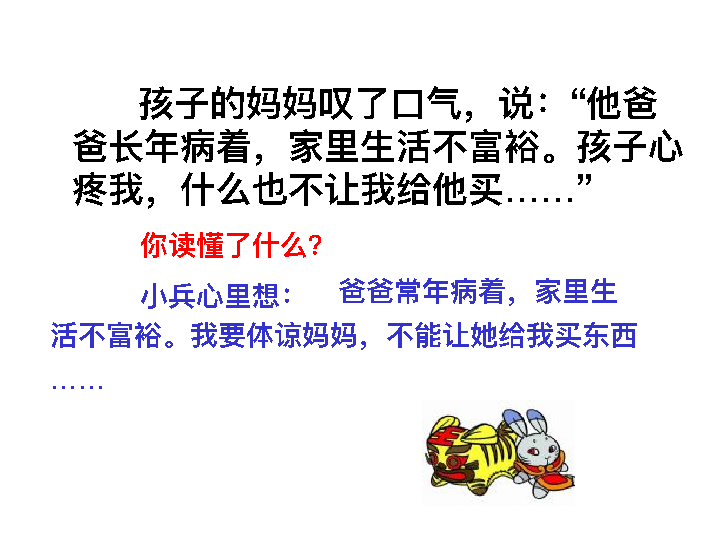 孩子的妈妈叹了口气，说：“他爸
爸长年病着，家里生活不富裕。孩子心
疼我，什么也不让我给他买……”
你读懂了什么？
小兵心里想： 爸爸常年病着，家里生
活不富裕。我要体谅妈妈，不能让她给我买东西
……